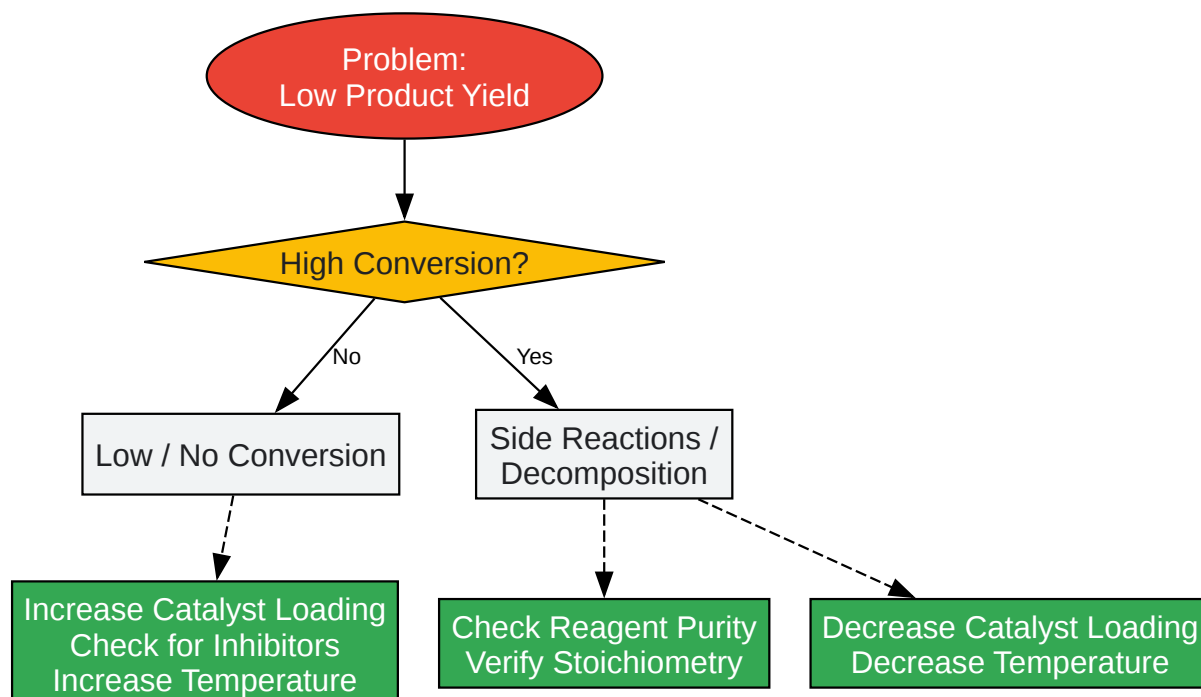 Problem:
Low Product Yield
High Conversion?
No
Yes
Low / No Conversion
Side Reactions /
Decomposition
Increase Catalyst Loading
Check for Inhibitors
Increase Temperature
Check Reagent Purity
Verify Stoichiometry
Decrease Catalyst Loading
Decrease Temperature